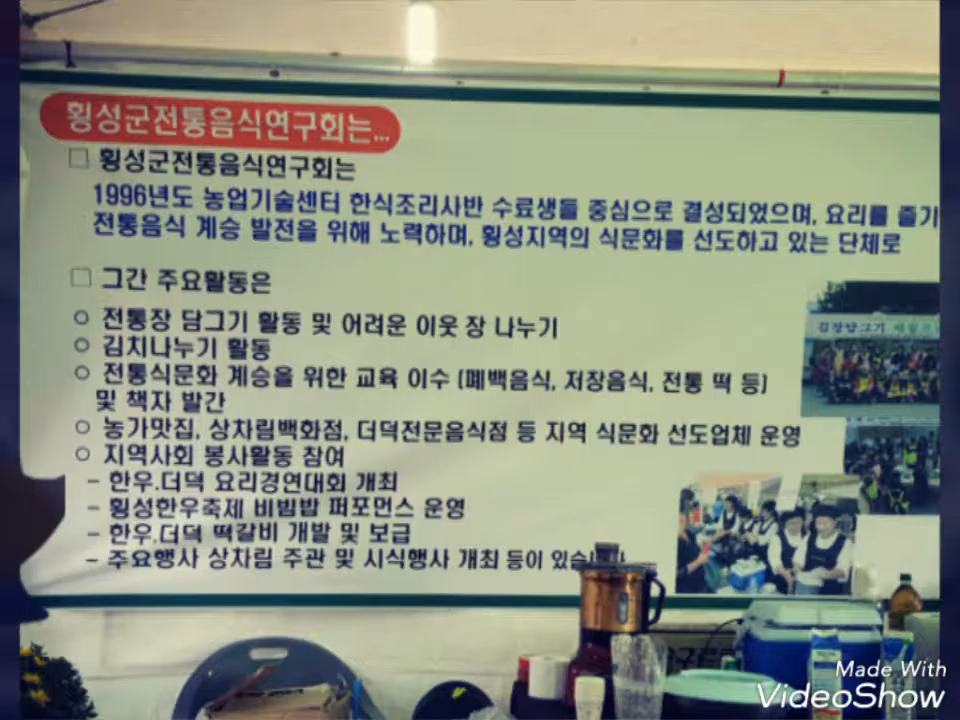 횡성군전통음식연구회는...
□ 횡성군전통음식연구회는
1996년도 농업기술센터 한식조리사반 수료생들 중심으로 결성되었으며, 요리를 즐기
전통음식 계승 발전을 위해 노력하며, 횡성지역의 식문화를 선도하고 있는 단체로
□ 그간 주요활동은
○ 전통장 담그기 활동 및 어려운 이웃 장 나누기
○ 김치나누기 활동
○ 전통식문화 계승을 위한 교육 이수 (폐백음식, 저장음식, 전통 떡 등)
및 책자 발간
○ 농가맛집, 상차림백화점, 더덕전문음식점 등 지역 식문화 선도업체 운영
○ 지역사회 봉사활동 참여
- 한우.더덕 요리경연대회 개최
- 횡성한우축제 비빔밥 퍼포먼스 운영
- 한우.더덕 떡갈비 개발 및 보급
- 주요행사 상차림 주관 및 시식행사 개최 등이 있습니다
김장담그기
Made With
VideoShow